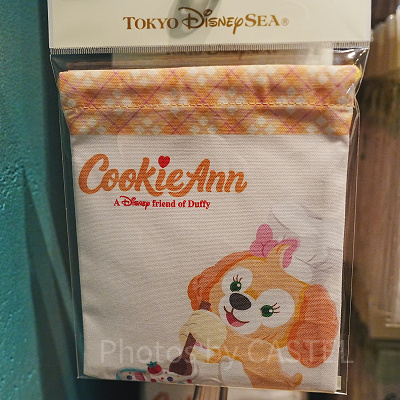 TOKYO DISNEYSEA®
CookieAnn
A Disney friend of Duffy
Photos by CASTEL